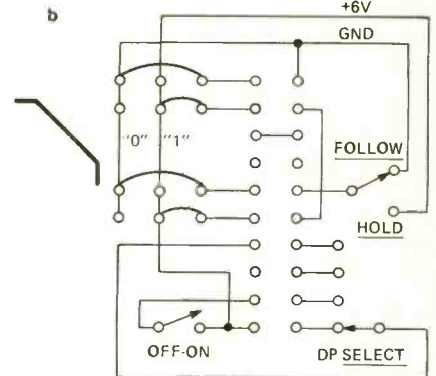 b
+6V
GND
"0" "1"
FOLLOW
HOLD
OFF-ON
DP SELECT